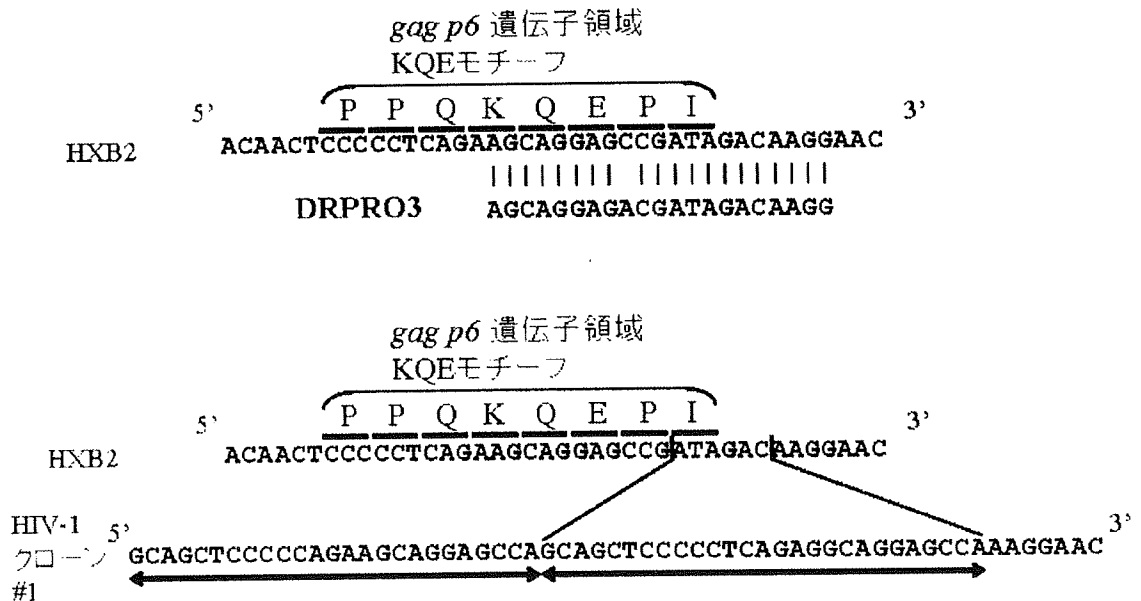 gag p6 遺伝子領域
KQEモチーフ
5’ 3’
P P Q K Q E P I
HXB2 ACAACTCCCCCTCAGAAGCAGGAGCCGATAGACAAGGAAC
DRPRO3 AGCAGGAGACGATAGACAAGG
gag p6 遺伝子領域
KQEモチーフ
5’ 3’
P P Q K Q E P I
HXB2 ACAACTCCCCCTCAGAAGCAGGAGCCGATAGACAAGGAAC
HIV-1
クローン
#1
5’ 3’
GCAGCTCCCCCAGAAGCAGGAGCCAGCAGCTCCCCCTCAGAGGCAGGAGCCAAAGGAAC